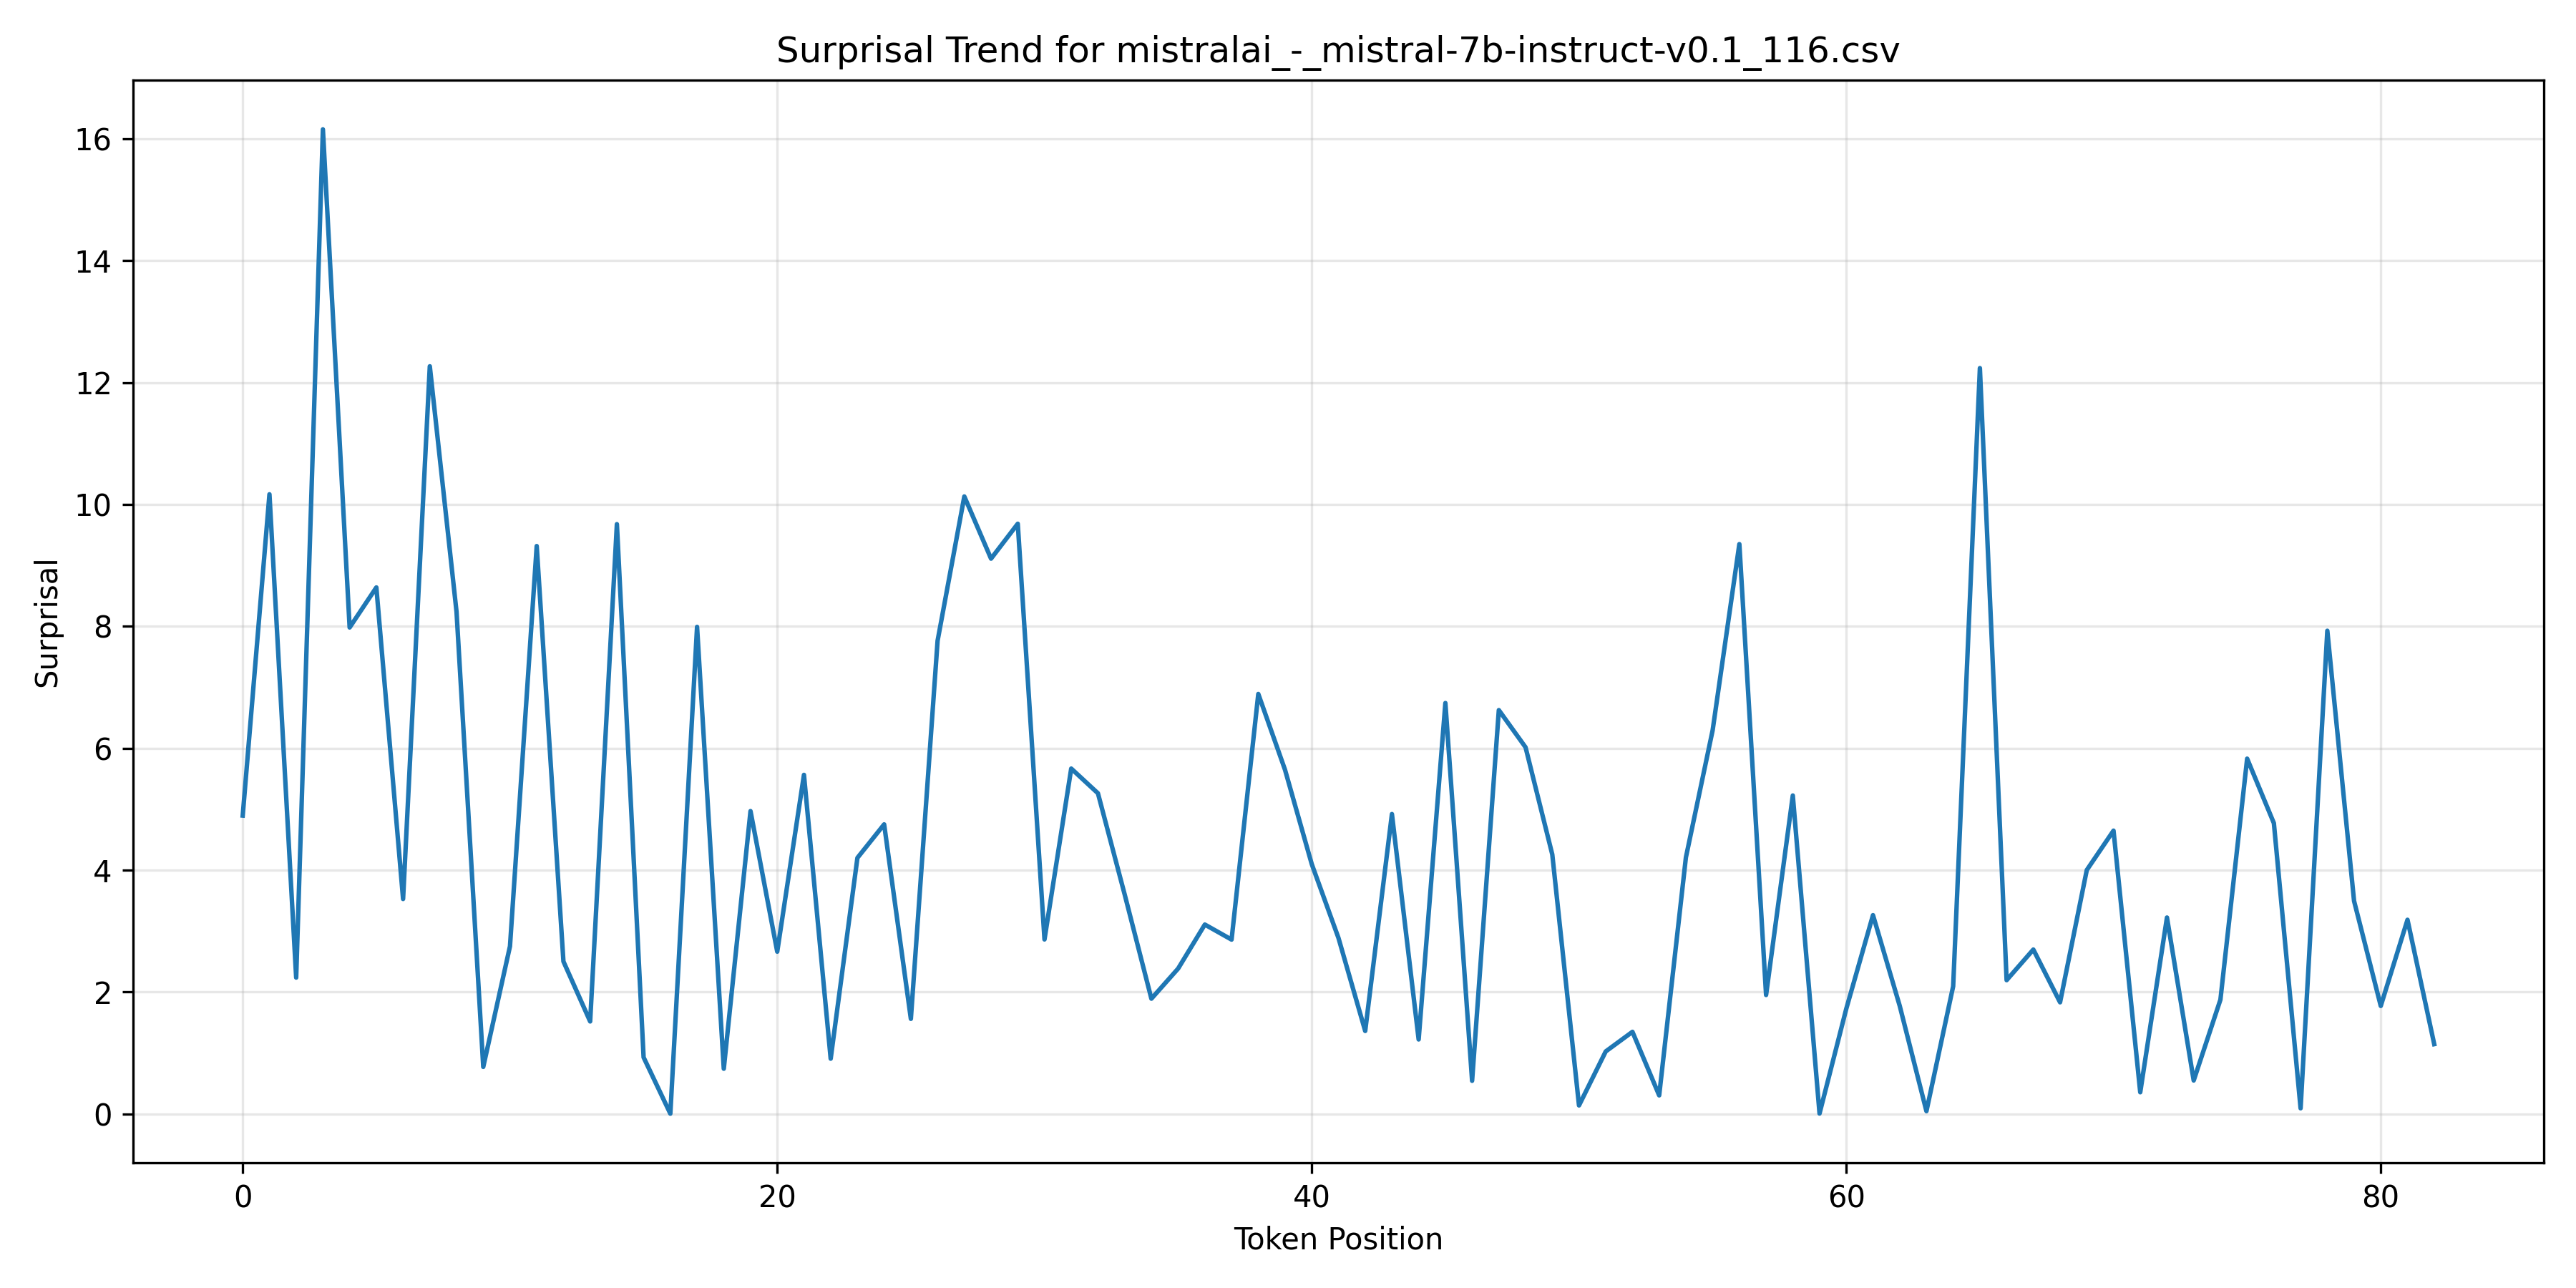 Surprisal Trend for mistralai_-_mistral-7b-instruct-v0.1_116.csv
16
14
12
10
8
6
4
2
0
Surprisal
0 20 40 60 80
Token Position